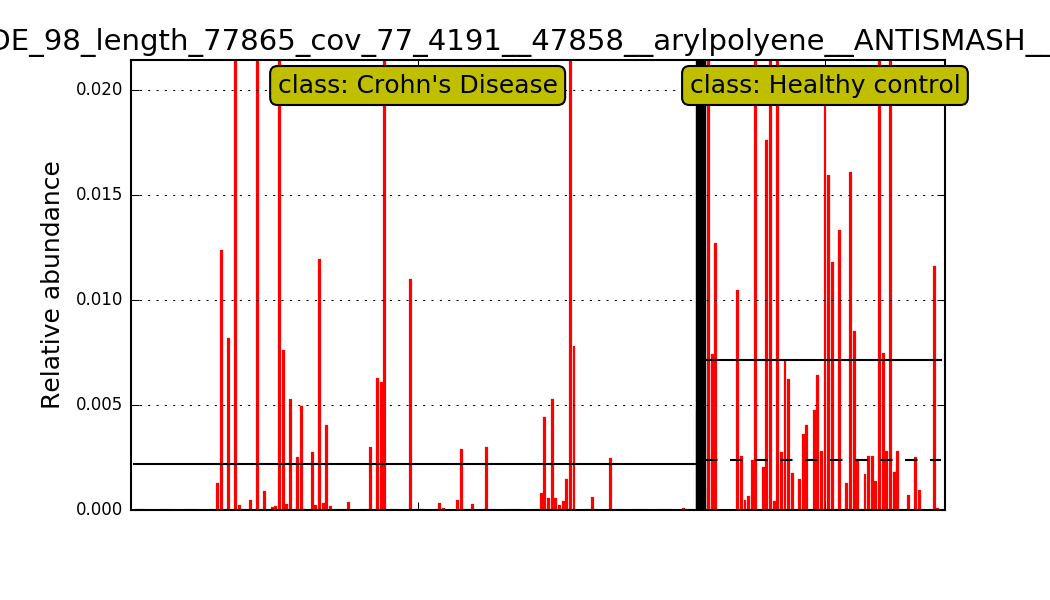 DE_98_length_77865_cov_77_4191__47858__arylpolyene__ANTISMASH__
class: Crohn's Disease
class: Healthy control
Relative abundance
0.020
0.015
0.010
0.005
0.000